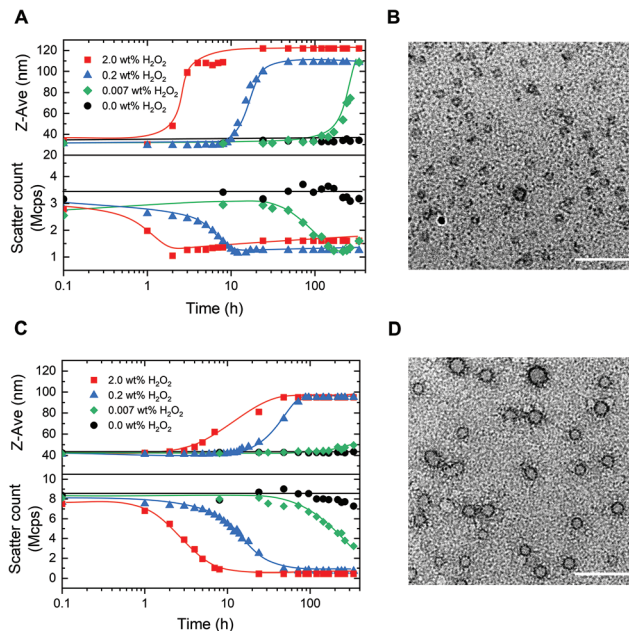 A
B
Z-Ave (nm)
120
100
80
60
40
20
2.0 wt% H₂O₂
0.2 wt% H₂O₂
0.007 wt% H₂O₂
0.0 wt% H₂O₂
Scatter count
(Mcps)
4
3
2
1
0.1
1
10
100
Time (h)
C
D
Z-Ave (nm)
120
100
80
60
40
20
2.0 wt% H₂O₂
0.2 wt% H₂O₂
0.007 wt% H₂O₂
0.0 wt% H₂O₂
Scatter count
(Mcps)
10
8
6
4
2
0
0.1
1
10
100
Time (h)